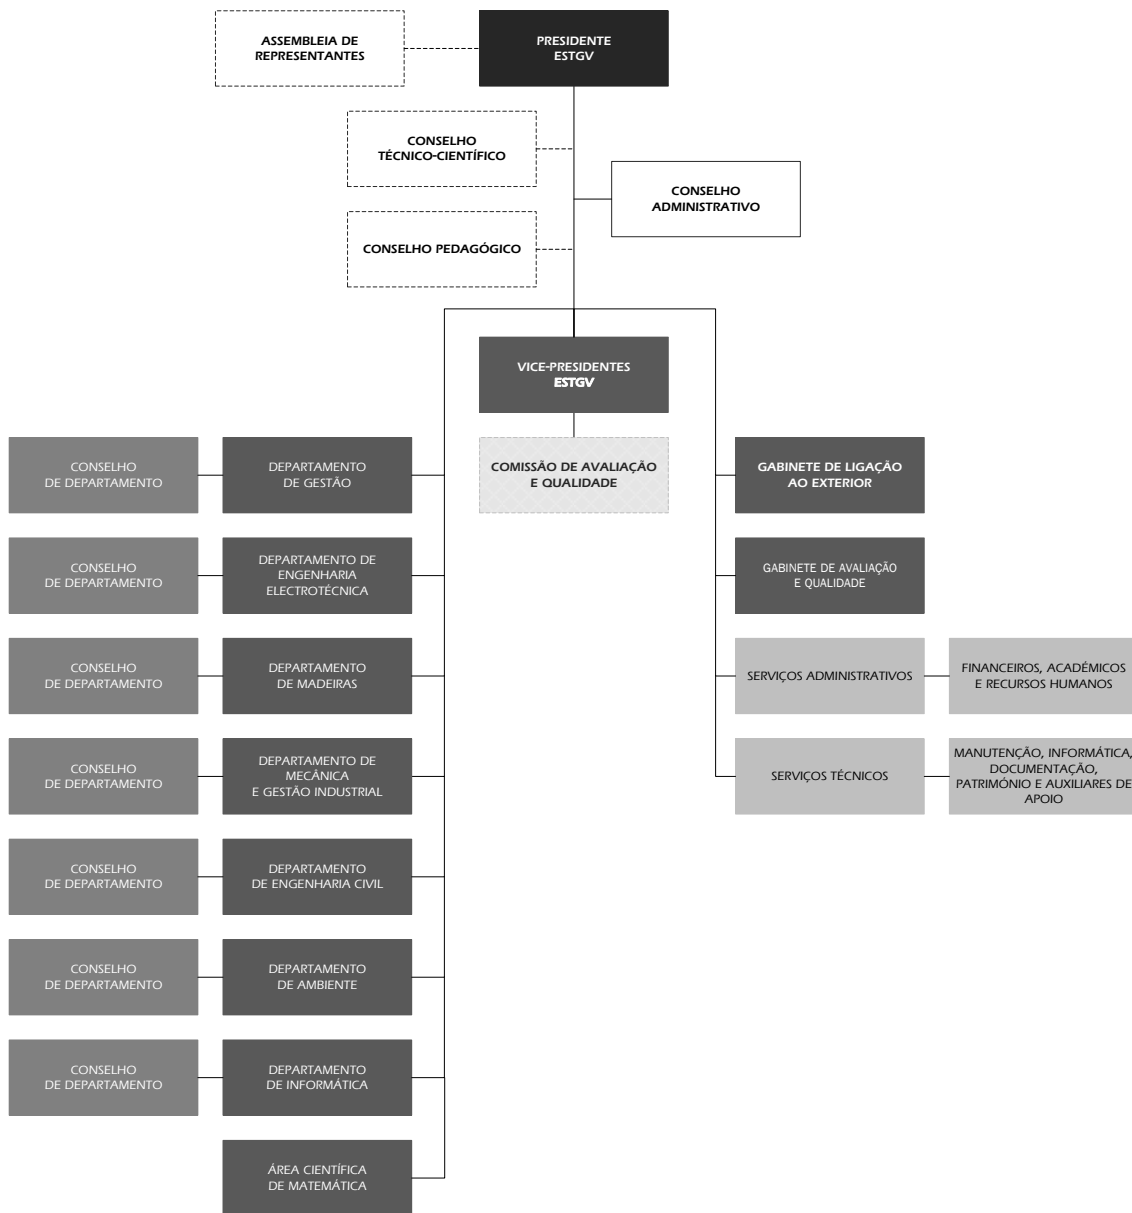 ASSEMBLEIA DE
REPRESENTANTES
PRESIDENTE
ESTGV
CONSELHO
TÉCNICO-CIENTÍFICO
CONSELHO
ADMINISTRATIVO
CONSELHO PEDAGÓGICO
VICE-PRESIDENTES
ESTGV
CONSELHO
DE DEPARTAMENTO
DEPARTAMENTO
DE GESTÃO
COMISSÃO DE AVALIAÇÃO
E QUALIDADE
GABINETE DE LIGAÇÃO
AO EXTERIOR
CONSELHO
DE DEPARTAMENTO
DEPARTAMENTO DE
ENGENHARIA
ELECTROTÉCNICA
GABINETE DE AVALIAÇÃO
E QUALIDADE
CONSELHO
DE DEPARTAMENTO
DEPARTAMENTO
DE MADEIRAS
SERVIÇOS ADMINISTRATIVOS
FINANCEIROS, ACADÉMICOS
E RECURSOS HUMANOS
CONSELHO
DE DEPARTAMENTO
DEPARTAMENTO DE
MECÂNICA
E GESTÃO INDUSTRIAL
SERVIÇOS TÉCNICOS
MANUTENÇÃO, INFORMÁTICA,
DOCUMENTAÇÃO,
PATRIMÓNIO E AUXILIARES DE
APOIO
CONSELHO
DE DEPARTAMENTO
DEPARTAMENTO
DE ENGENHARIA CIVIL
CONSELHO
DE DEPARTAMENTO
DEPARTAMENTO
DE AMBIENTE
CONSELHO
DE DEPARTAMENTO
DEPARTAMENTO
DE INFORMÁTICA
ÁREA CIENTÍFICA
DE MATEMÁTICA